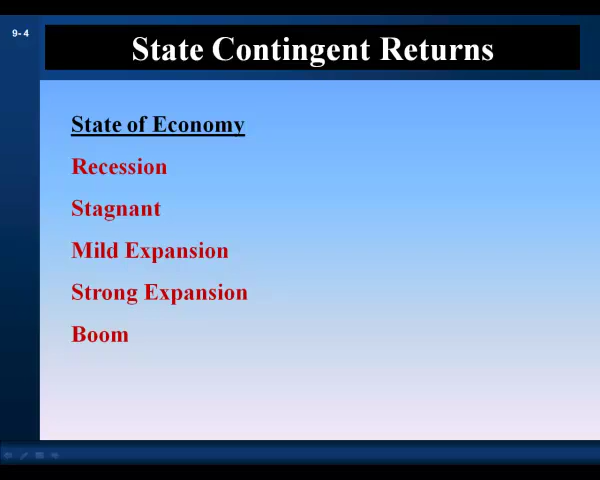 9- 4
State Contingent Returns
State of Economy
Recession
Stagnant
Mild Expansion
Strong Expansion
Boom